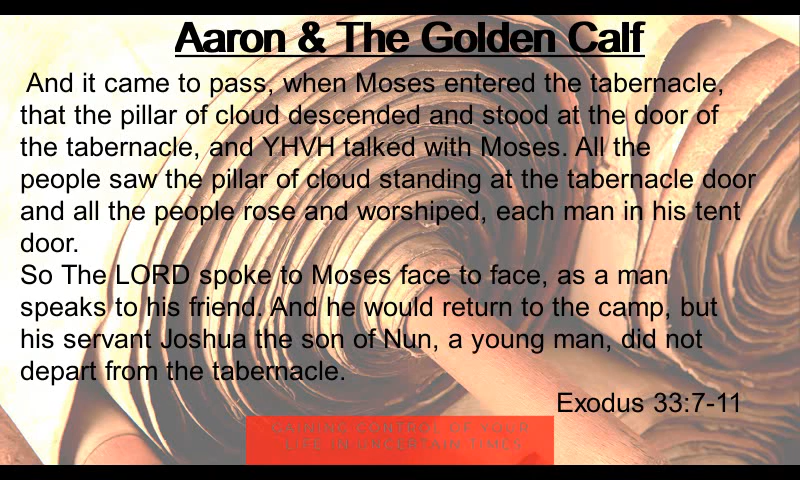 Aaron & The Golden Calf
And it came to pass, when Moses entered the tabernacle,
that the pillar of cloud descended and stood at the door of
the tabernacle, and YHVH talked with Moses. All the
people saw the pillar of cloud standing at the tabernacle door
and all the people rose and worshiped, each man in his tent
door.
So The LORD spoke to Moses face to face, as a man
speaks to his friend. And he would return to the camp, but
his servant Joshua the son of Nun, a young man, did not
depart from the tabernacle.
Exodus 33:7-11
GAINING CONTROL OF YOUR
LIFE IN UNCERTAIN TIMES